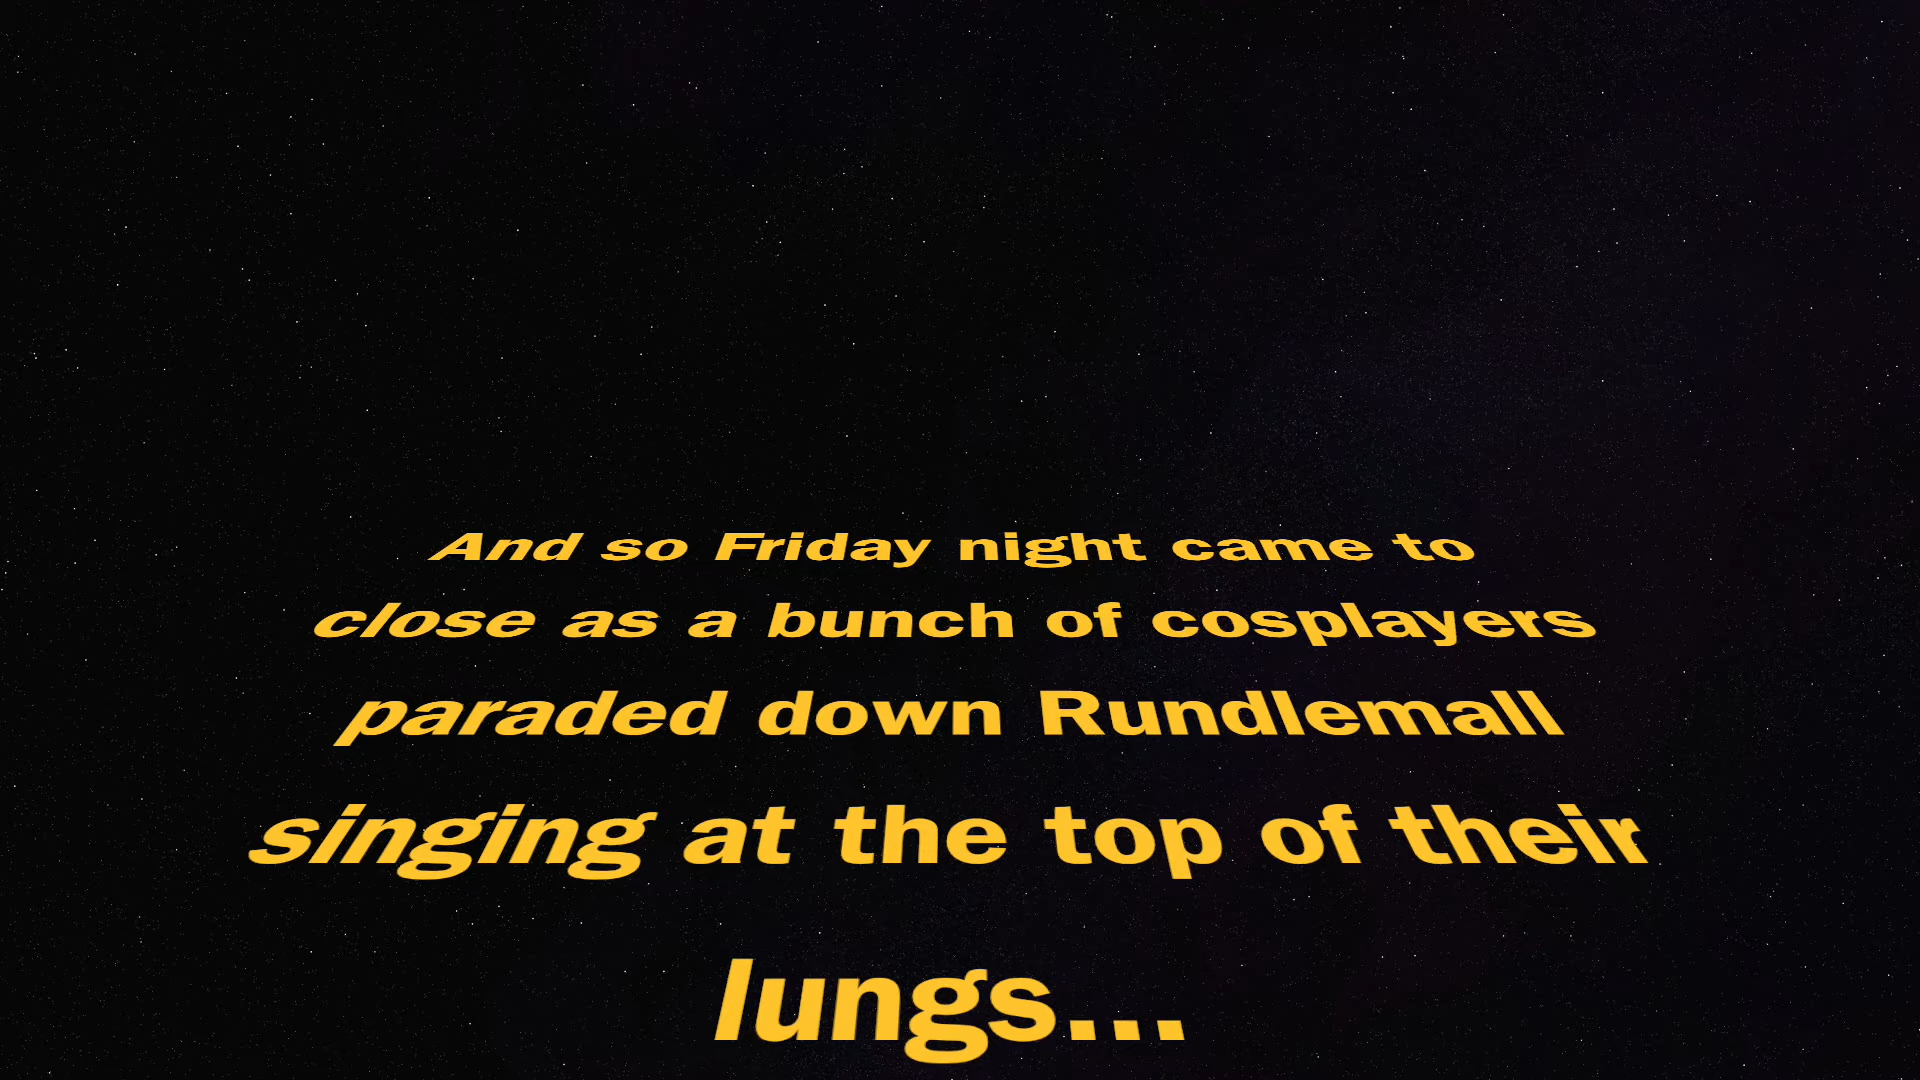 And so Friday night came to
close as a bunch of cosplayers
paraded down Rundlemall
singing at the top of their
lungs...